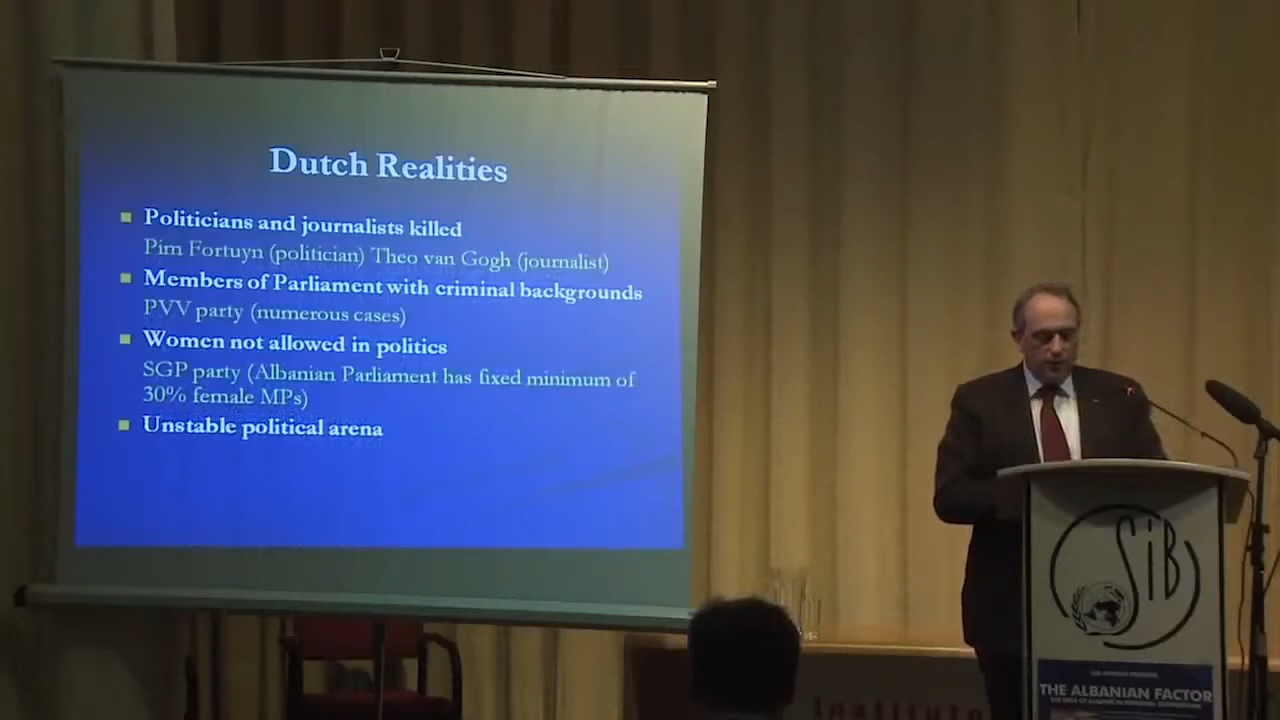 Dutch Realities
Politicians and journalists killed
Pim Fortuyn (politician) Theo van Gogh (journalist)
Members of Parliament with criminal backgrounds
PVV party (numerous cases)
Women not allowed in politics
SGP party (Albanian Parliament has fixed minimum of
30% female MPs)
Unstable political arena
SiB
THE ALBANIAN FACTOR